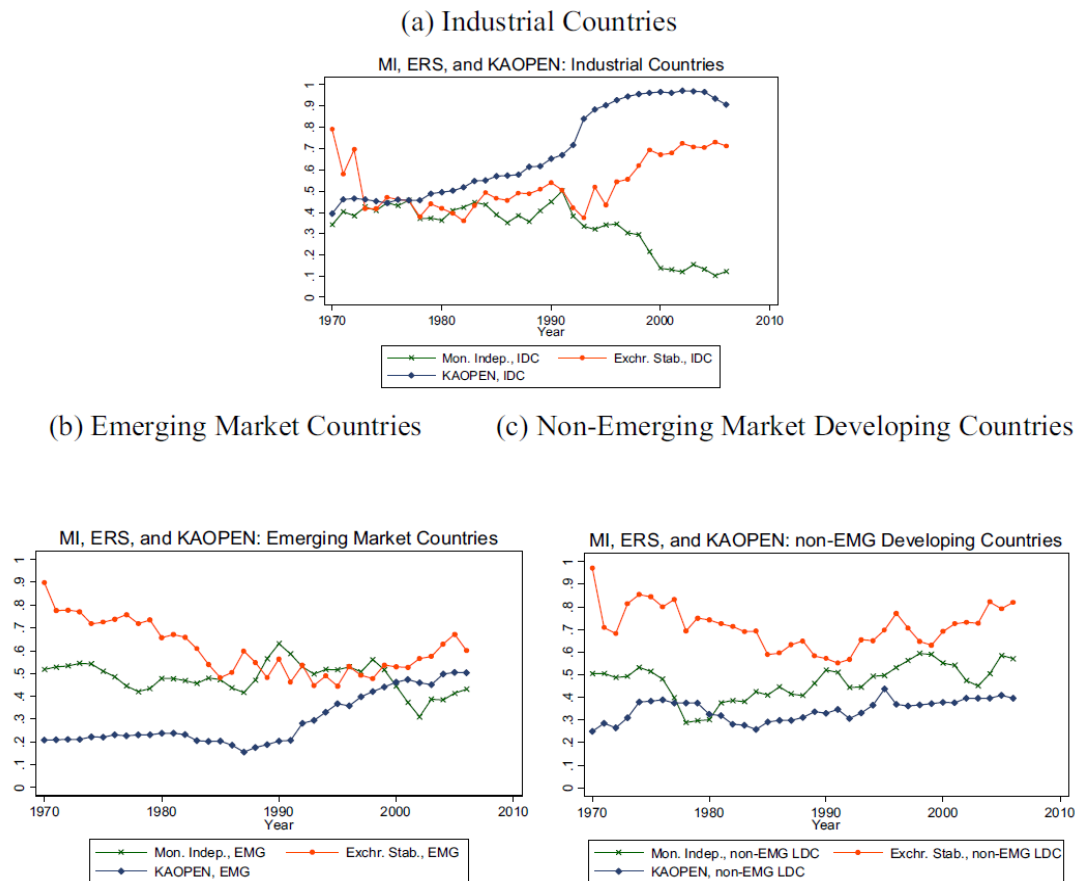 (a) Industrial Countries
MI, ERS, and KAOPEN: Industrial Countries
1
.9
.8
.7
.6
.5
.4
.3
.2
.1
0
1970 1980 1990 2000 2010
Year
Mon. Indep., IDC Exchr. Stab., IDC
KAOPEN, IDC
(b) Emerging Market Countries
(c) Non-Emerging Market Developing Countries
MI, ERS, and KAOPEN: Emerging Market Countries
1
.9
.8
.7
.6
.5
.4
.3
.2
.1
0
1970 1980 1990 2000 2010
Year
Mon. Indep., EMG Exchr. Stab., EMG
KAOPEN, EMG
MI, ERS, and KAOPEN: non-EMG Developing Countries
1
.9
.8
.7
.6
.5
.4
.3
.2
.1
0
1970 1980 1990 2000 2010
Year
Mon. Indep., non-EMG LDC Exchr. Stab., non-EMG LDC
KAOPEN, non-EMG LDC